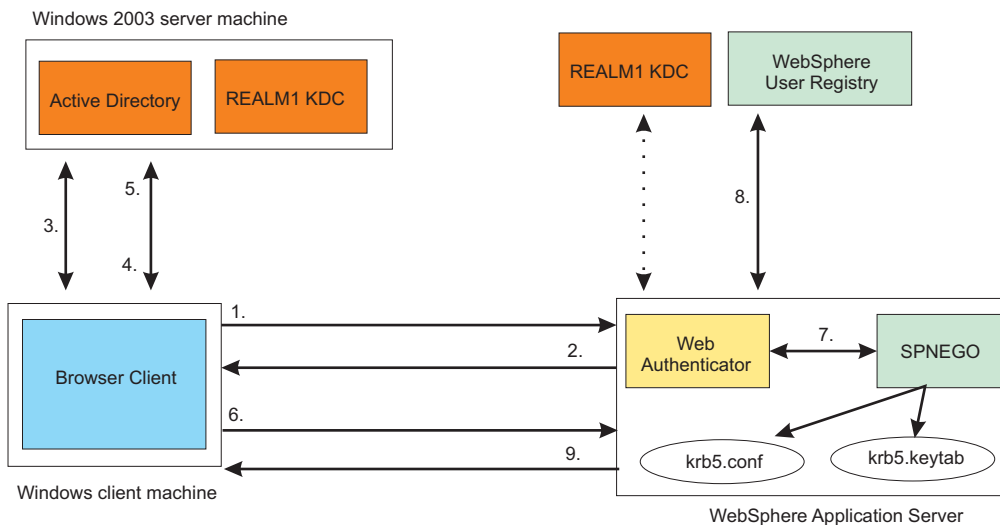 Windows 2003 server machine
Active Directory
REALM1 KDC
REALM1 KDC
WebSphere
User Registry
3.
5.
4.
8.
1.
2.
6.
9.
7.
Browser Client
Web
Authenticator
SPNEGO
krb5.conf
krb5.keytab
Windows client machine
WebSphere Application Server